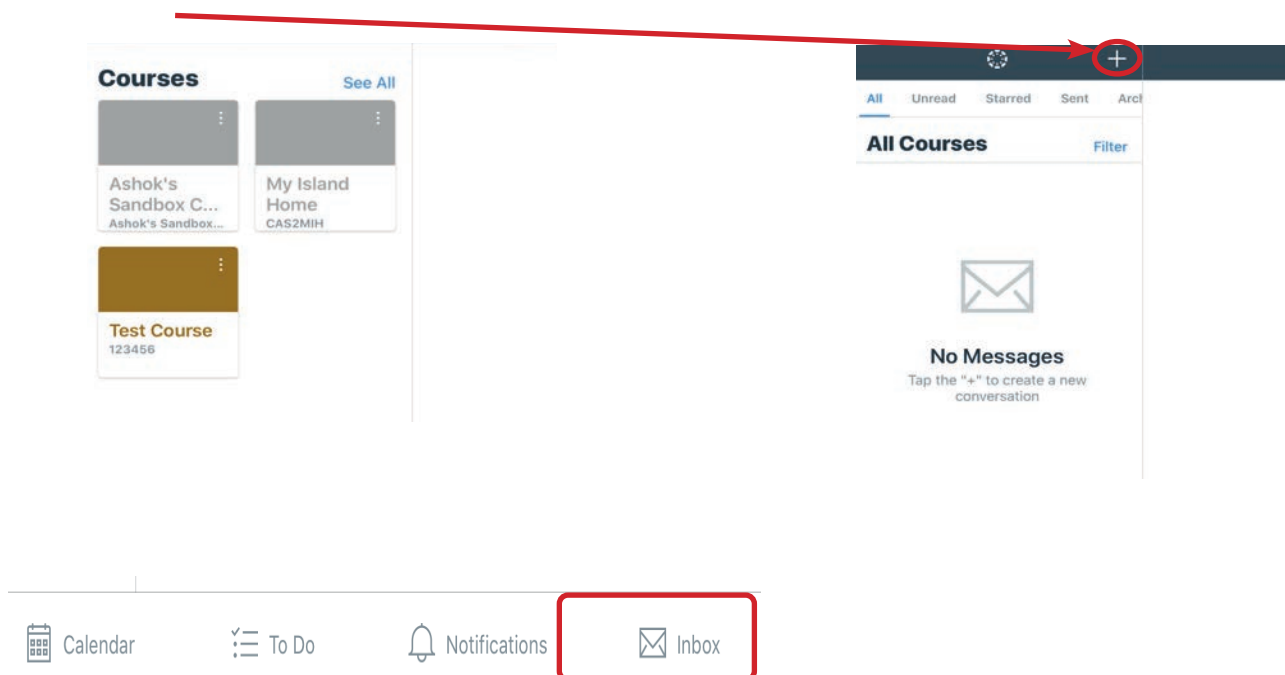 Courses
See All
Ashok's
Sandbox C...
Ashok's Sandbox...
My Island
Home
CAS2MIH
Test Course
123456
All Unread Starred Sent Arch
All Courses
Filter
No Messages
Tap the "+" to create a new
conversation
Calendar To Do Notifications Inbox